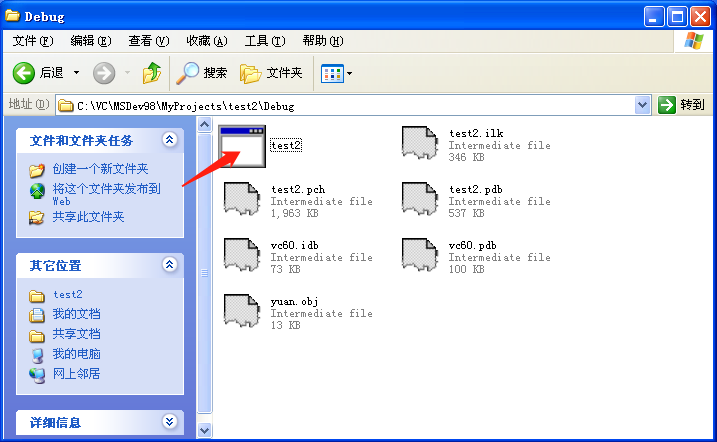 Debug
文件(F) 编辑(E) 查看(V) 收藏(A) 工具(T) 帮助(H)
后退 搜索 文件夹
地址(D) C:\VC\MSDev98\MyProjects\test2\Debug 转到
文件和文件夹任务
创建一个新文件夹
将这个文件夹发布到
Web
共享此文件夹
其它位置
test2
我的文档
共享文档
我的电脑
网上邻居
详细信息
test2
test2.ilk
Intermediate file
346 KB
test2.pch
Intermediate file
1,963 KB
test2.pdb
Intermediate file
537 KB
vc60.idb
Intermediate file
73 KB
vc60.pdb
Intermediate file
100 KB
yuan.obj
Intermediate file
13 KB